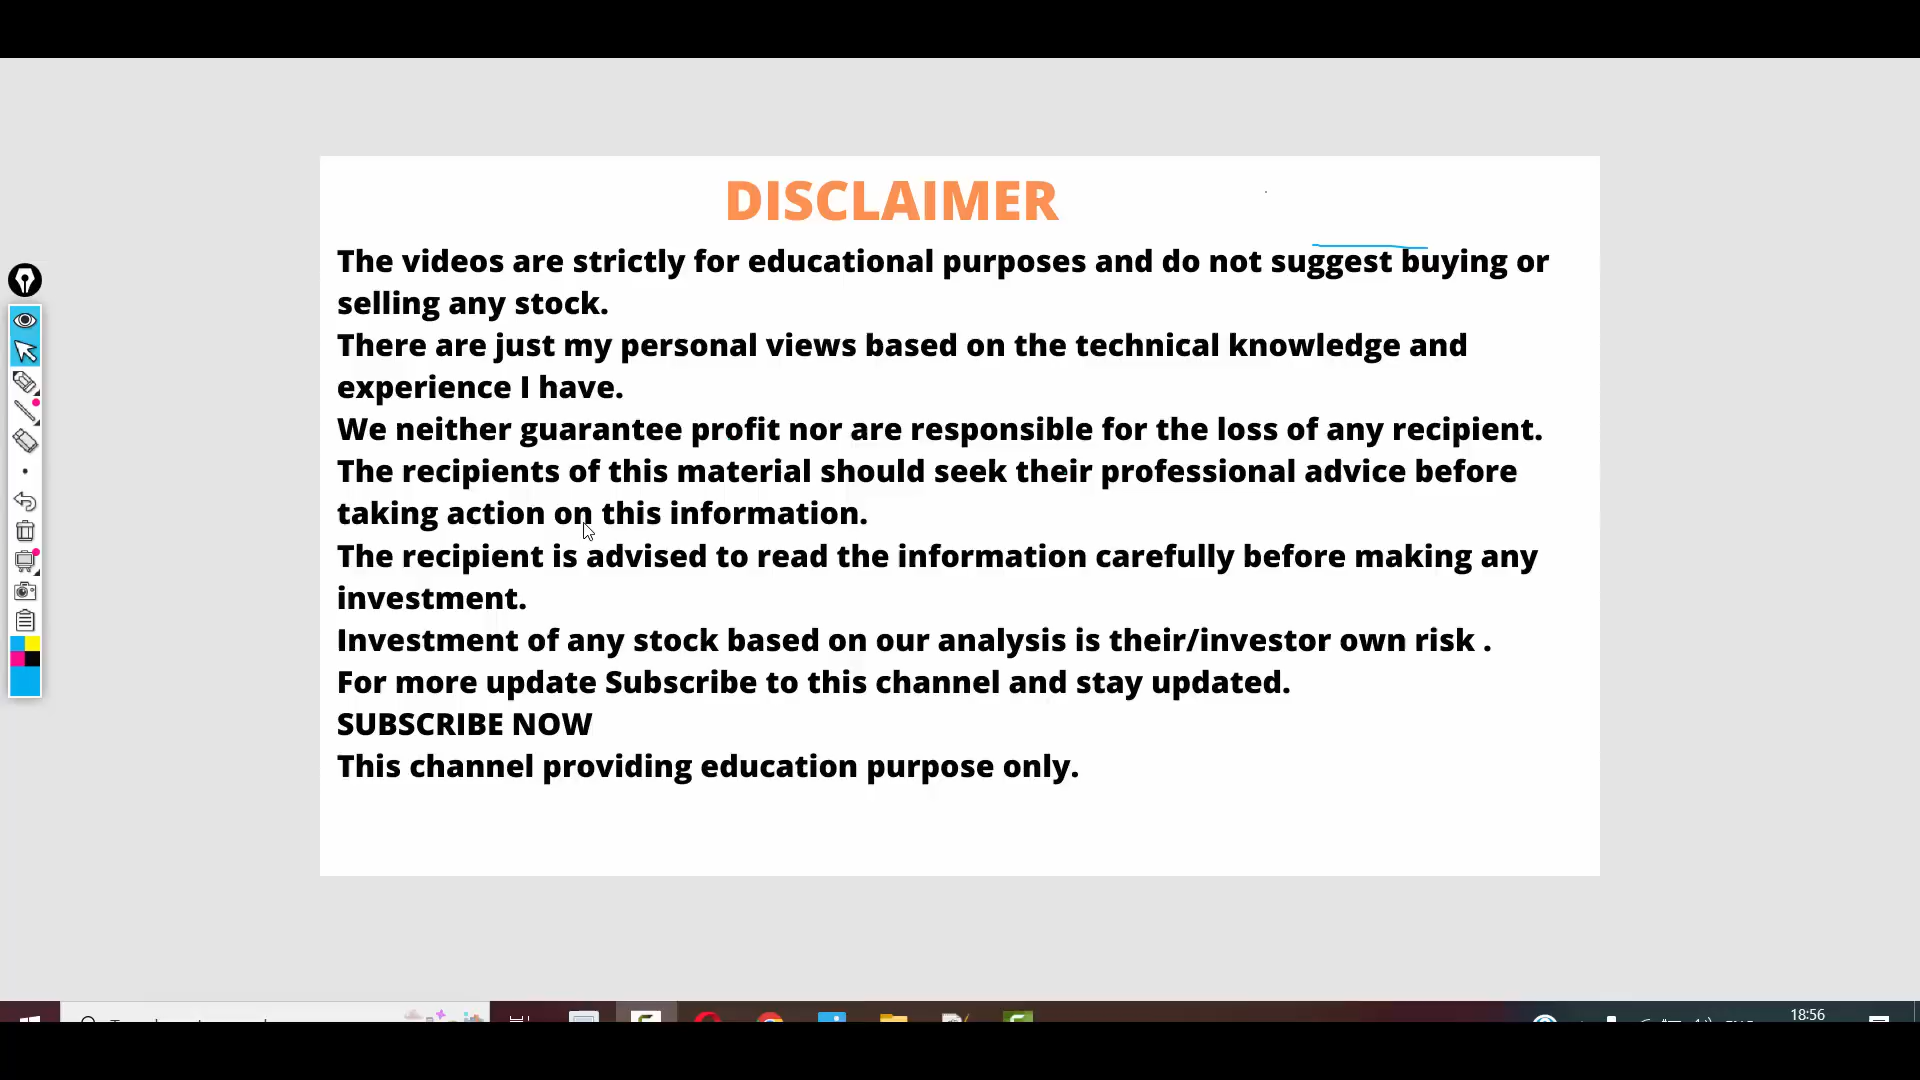 DISCLAIMER
The videos are strictly for educational purposes and do not suggest buying or
selling any stock.
There are just my personal views based on the technical knowledge and
experience I have.
We neither guarantee profit nor are responsible for the loss of any recipient.
The recipients of this material should seek their professional advice before
taking action on this information.
The recipient is advised to read the information carefully before making any
investment.
Investment of any stock based on our analysis is their/investor own risk .
For more update Subscribe to this channel and stay updated.
SUBSCRIBE NOW
This channel providing education purpose only.
18:56